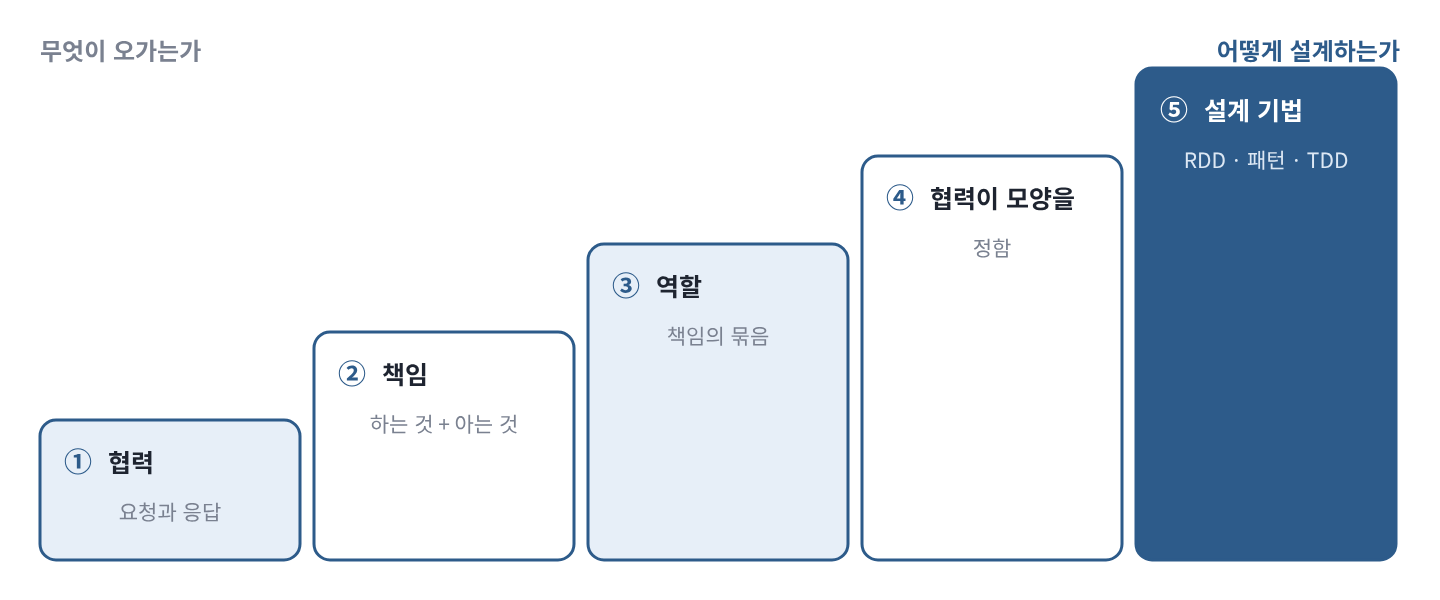 무엇이 오가는가
어떻게 설계하는가
① 협력
요청과 응답
② 책임
하는 것 + 아는 것
③ 역할
책임의 묶음
④ 협력이 모양을
정함
⑤ 설계 기법
RDD · 패턴 · TDD